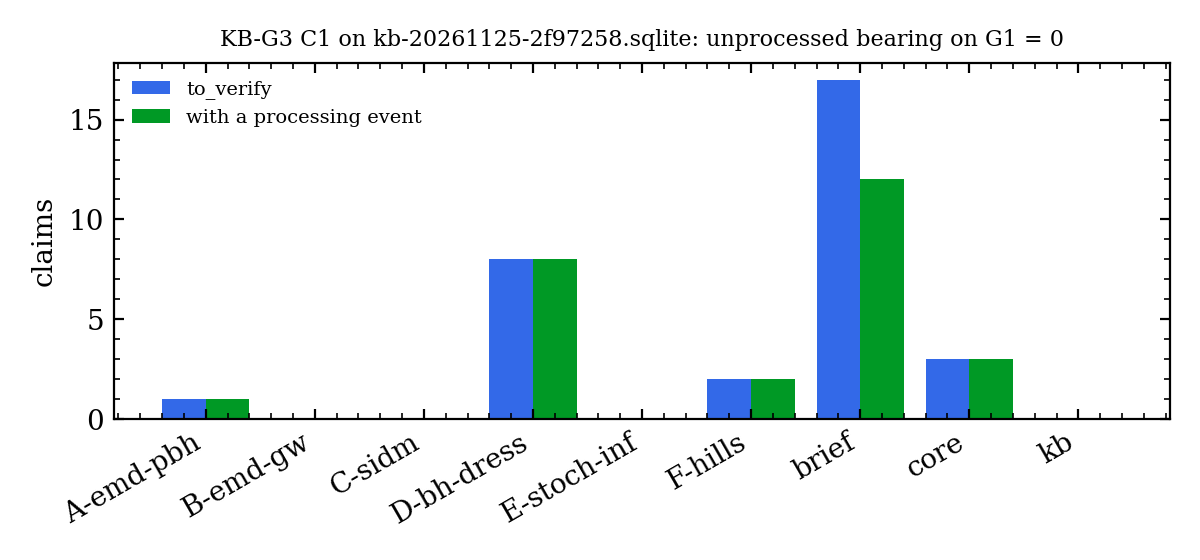 KB-G3 C1 on kb-20261125-2f97258.sqlite: unprocessed bearing on G1 = 0
to_verify
with a processing event
claims
15
10
5
0
A-emd-pbh
B-emd-gw
C-sidm
D-bh-dress
E-stoch-inf
F-hills
brief
core
kb